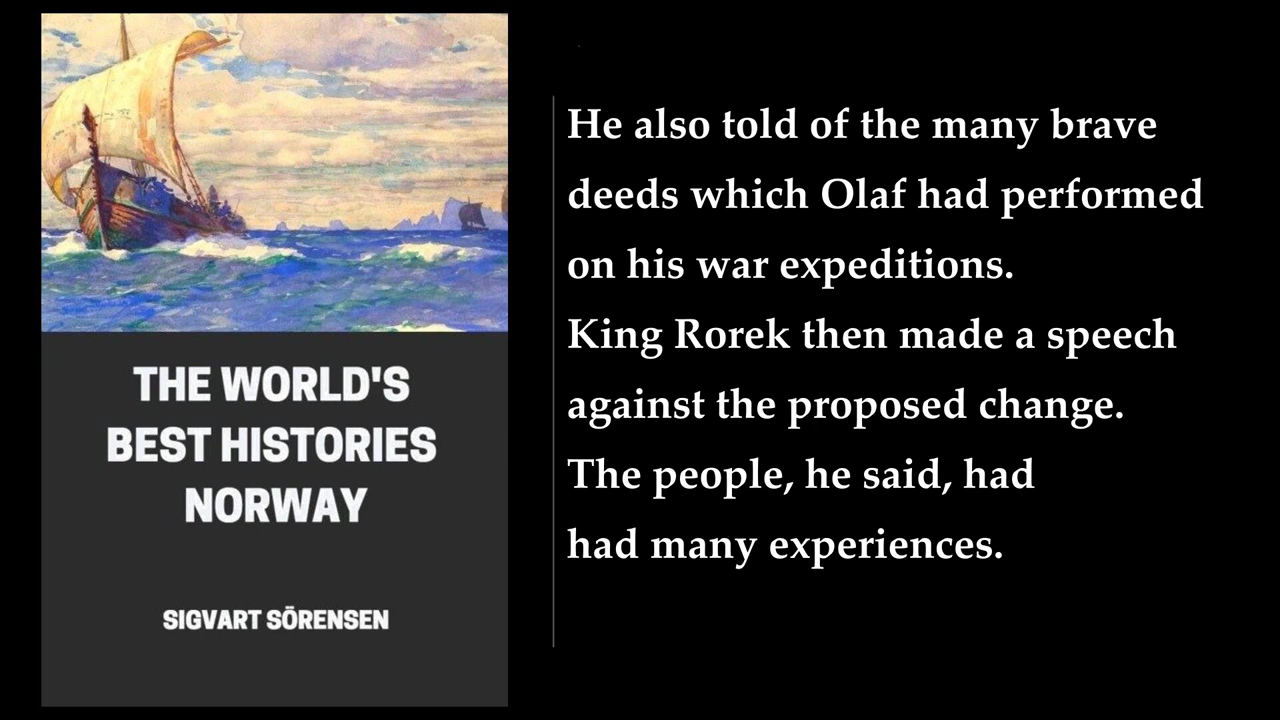 THE WORLD'S
BEST HISTORIES
NORWAY
SIGVART SÖRENSEN
He also told of the many brave
deeds which Olaf had performed
on his war expeditions.
King Rorek then made a speech
against the proposed change.
The people, he said, had
had many experiences.